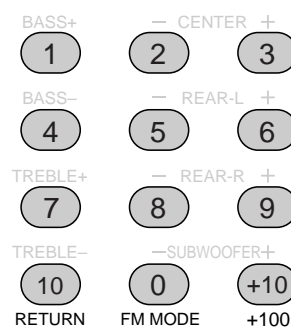 BASS+ – CENTER +
1 2 3
BASS– – REAR-L +
4 5 6
TREBLE+ – REAR-R +
7 8 9
TREBLE– –SUBWOOFER+
10 0 +10
RETURN FM MODE +100